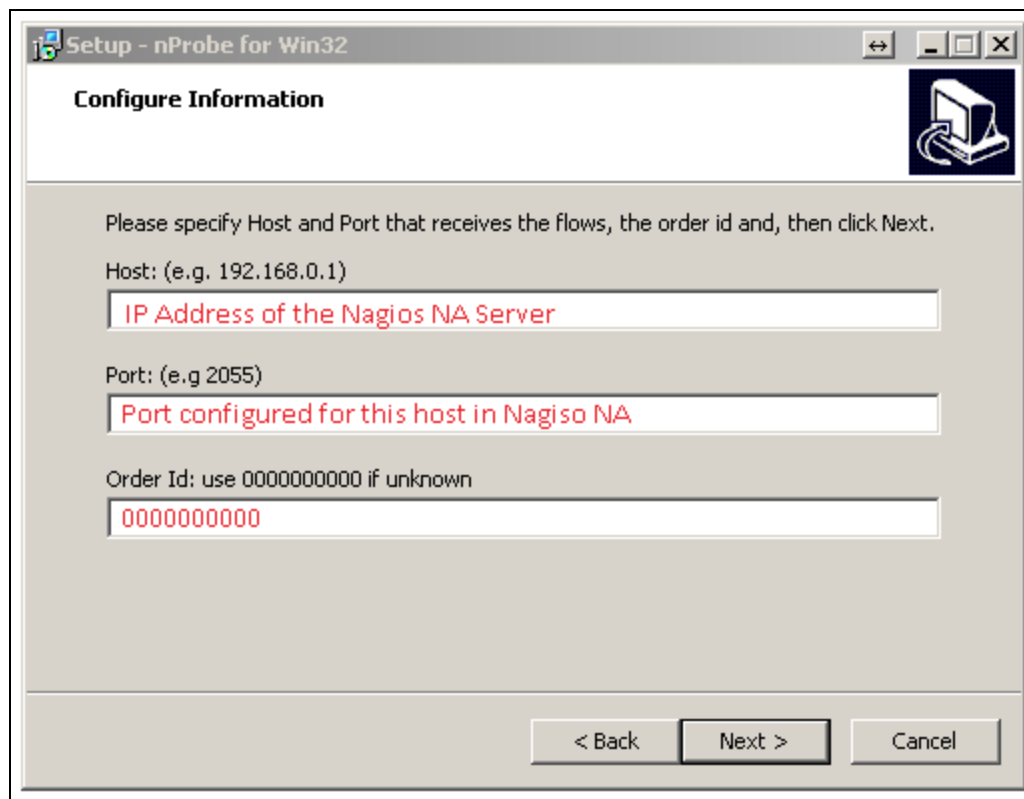 Setup - nProbe for Win32
Configure Information
Please specify Host and Port that receives the flows, the order id and, then click Next.
Host: (e.g. 192.168.0.1)
IP Address of the Nagios NA Server
Port: (e.g 2055)
Port configured for this host in Nagiso NA
Order Id: use 0000000000 if unknown
0000000000
< Back
Next >
Cancel